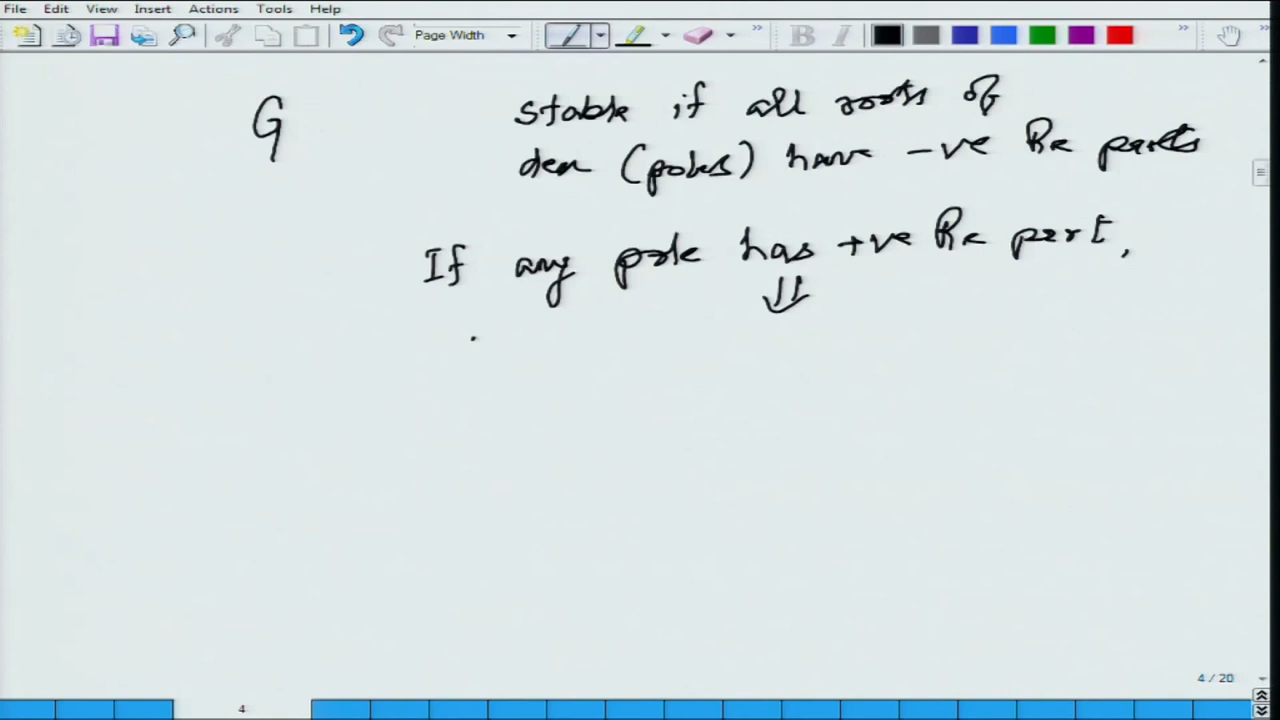 File Edit View Insert Actions Tools Help
Page Width
B I
G
stable if all roots of
den (poles) have -ve Re parts
If any pole has +ve Re part,
⇓
4 / 20
4